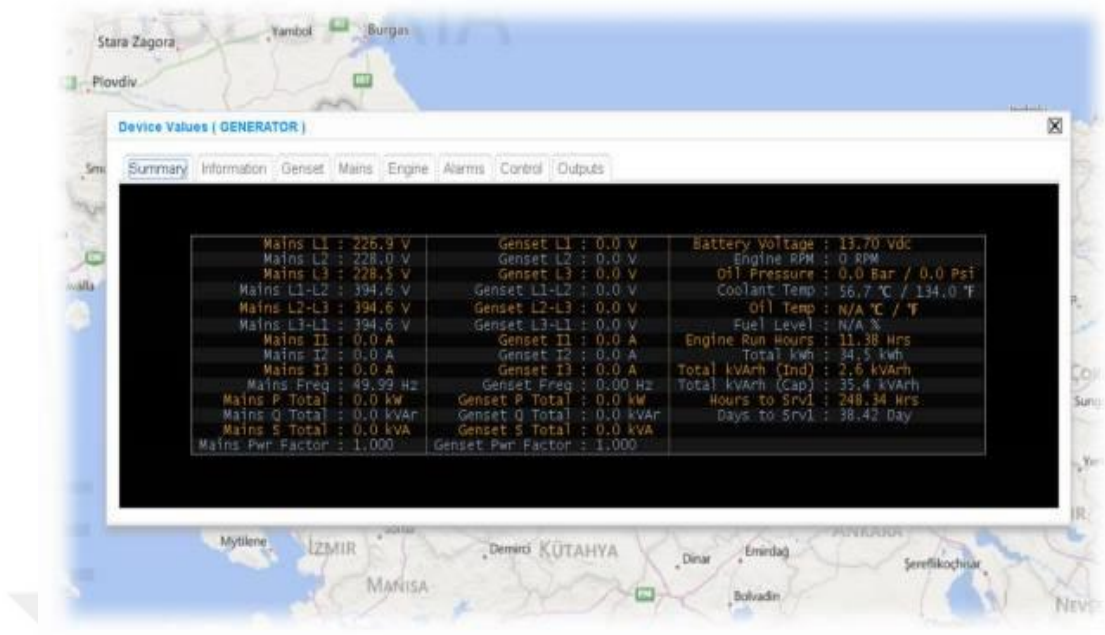 BULGARIA
Stara Zagora
Yambol
Burgas
Plovdiv
Device Values ( GENERATOR )
Summary Information Genset Mains Engine Alarms Control Outputs
Mains L1 : 226.9 V Genset L1 : 0.0 V Battery Voltage : 13.70 Vdc
Mains L2 : 228.0 V Genset L2 : 0.0 V Engine RPM : 0 RPM
Mains L3 : 228.5 V Genset L3 : 0.0 V Oil Pressure : 0.0 Bar / 0.0 Psi
Mains L1-L2 : 394.6 V Genset L1-L2 : 0.0 V Coolant Temp : 56.7 °C / 134.0 °F
Mains L2-L3 : 394.6 V Genset L2-L3 : 0.0 V Oil Temp : N/A °C / °F
Mains L3-L1 : 394.6 V Genset L3-L1 : 0.0 V Fuel Level : N/A %
Mains I1 : 0.0 A Genset I1 : 0.0 A Engine Run Hours : 11.38 Hrs
Mains I2 : 0.0 A Genset I2 : 0.0 A Total kWh : 34.5 kWh
Mains I3 : 0.0 A Genset I3 : 0.0 A Total kVArh (Ind) : 2.6 kVArh
Mains Freq : 49.99 Hz Genset Freq : 0.00 Hz Total kVArh (Cap) : 35.4 kVArh
Mains P Total : 0.0 kW Genset P Total : 0.0 kW Hours to Srv1 : 248.34 Hrs
Mains Q Total : 0.0 kVAr Genset Q Total : 0.0 kVAr Days to Srv1 : 38.42 Day
Mains S Total : 0.0 kVA Genset S Total : 0.0 kVA
Mains Pwr Factor : 1.000 Genset Pwr Factor : 1.000
Mytilene
İZMIR
Demirci
KÜTAHYA
Dinar
Emirdağ
ANKARA
Şereflikoçhisar
MANISA
Bolvadin